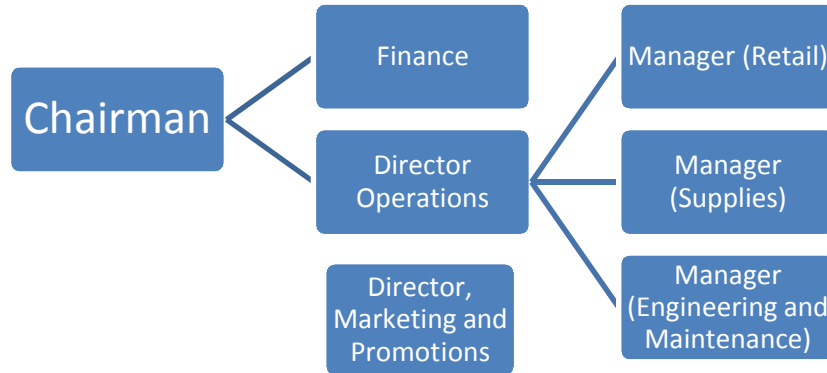 Chairman
Finance
Director
Operations
Director,
Marketing and
Promotions
Manager (Retail)
Manager
(Supplies)
Manager
(Engineering and
Maintenance)